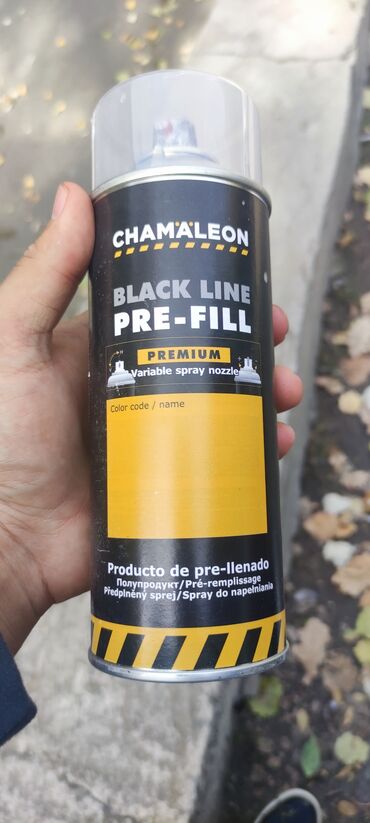 CHAMÄLEON
BLACK LINE
PRE-FILL
PREMIUM
Variable spray nozzle
Color code / name
Producto de pre-llenado
Полупродукт/Pré-remplissage
Předplněný sprej/Spray do napełniania